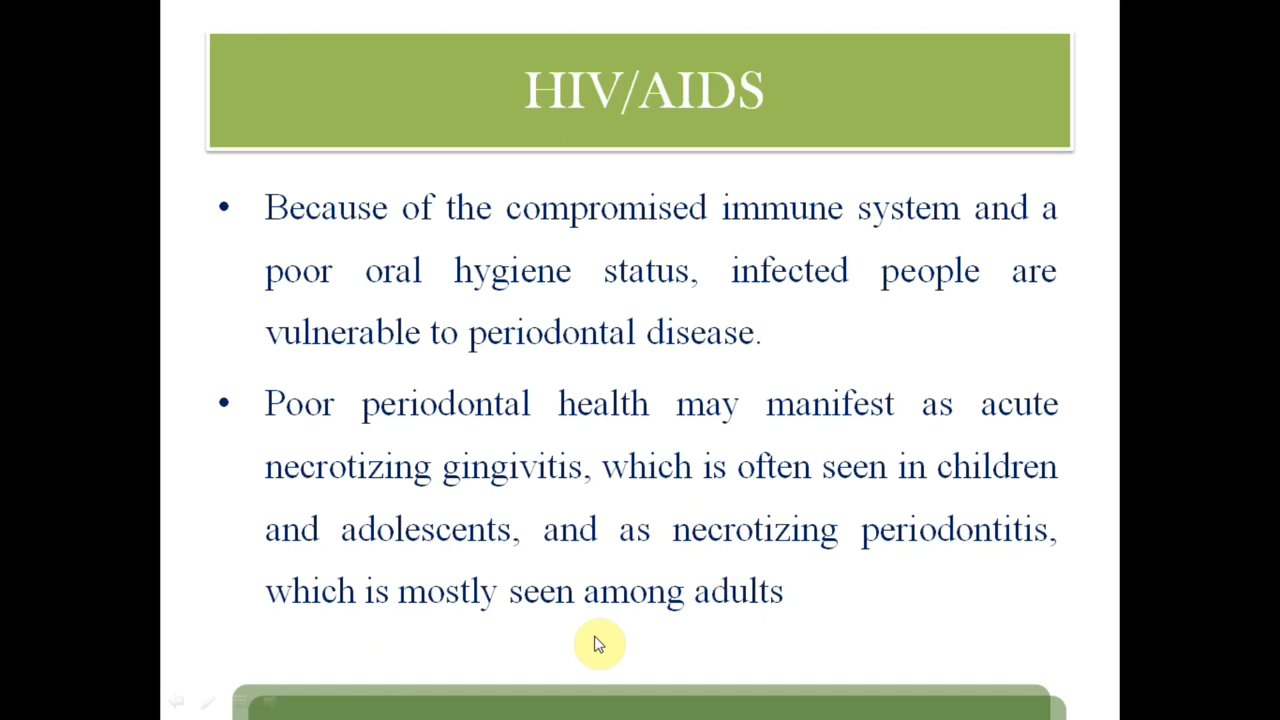 HIV/AIDS
• Because of the compromised immune system and a
poor oral hygiene status, infected people are
vulnerable to periodontal disease.
• Poor periodontal health may manifest as acute
necrotizing gingivitis, which is often seen in children
and adolescents, and as necrotizing periodontitis,
which is mostly seen among adults